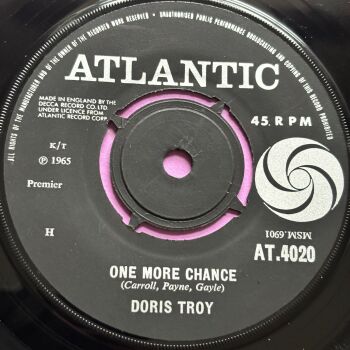 ALL RIGHTS OF THE MANUFACTURER AND OF THE OWNER OF THE RECORDED WORK RESERVED • UNAUTHORISED PUBLIC PERFORMANCE BROADCASTING AND COPYING OF THIS RECORD PROHIBITED
ATLANTIC
MADE IN ENGLAND BY THE
DECCA RECORD CO. LTD.
UNDER LICENCE FROM
ATLANTIC RECORD CORP.
45. R P M
K/T
℗ 1965
Premier
H
MSM.6901
AT.4020
ONE MORE CHANCE
(Carroll, Payne, Gayle)
DORIS TROY